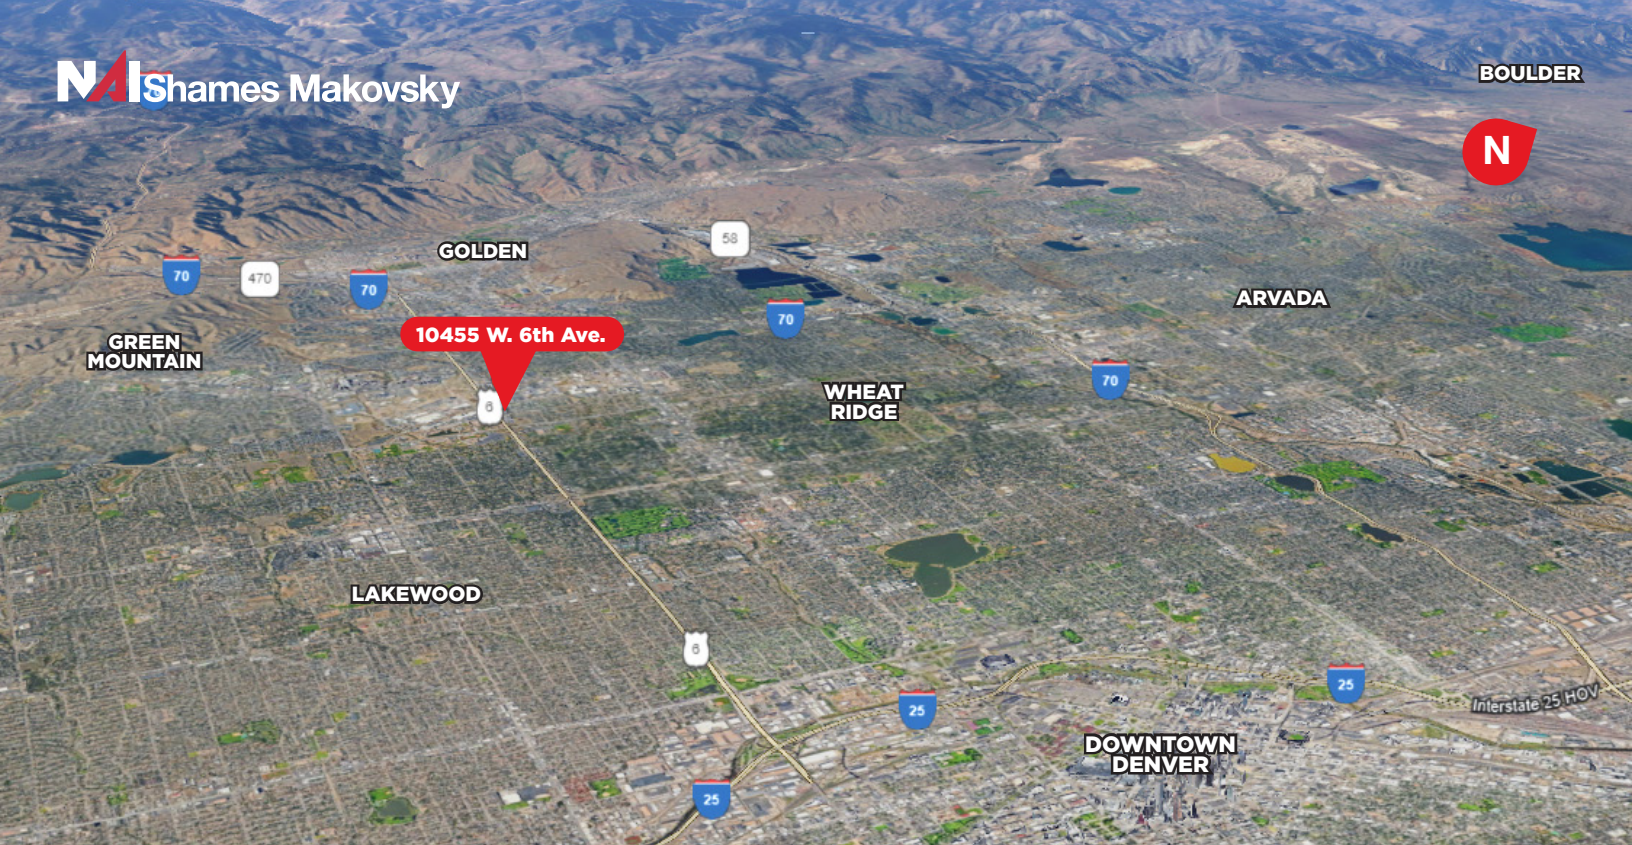 BOULDER
NAI Shames Makovsky
N
58
GOLDEN
70
470
70
ARVADA
70
10455 W. 6th Ave.
GREEN
MOUNTAIN
70
WHEAT
RIDGE
6
LAKEWOOD
6
25
Interstate 25 HOV
25
DOWNTOWN
DENVER
25